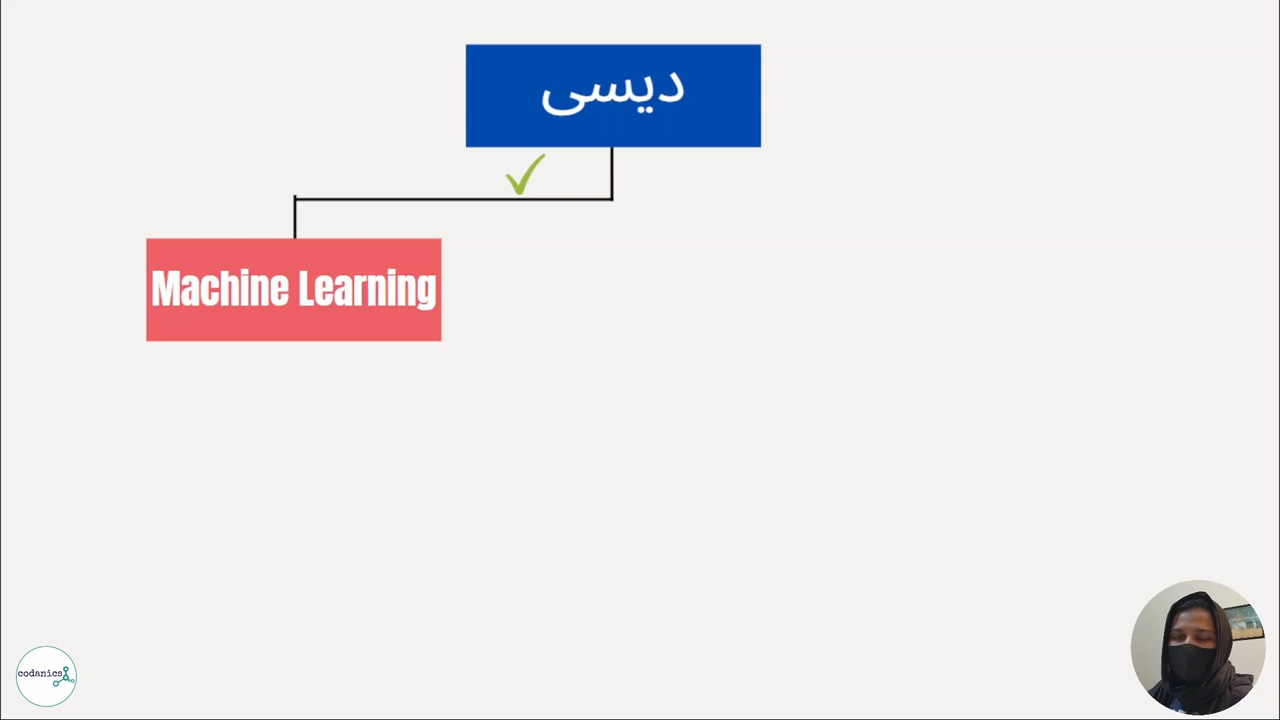 دیسی
Machine Learning
codanics